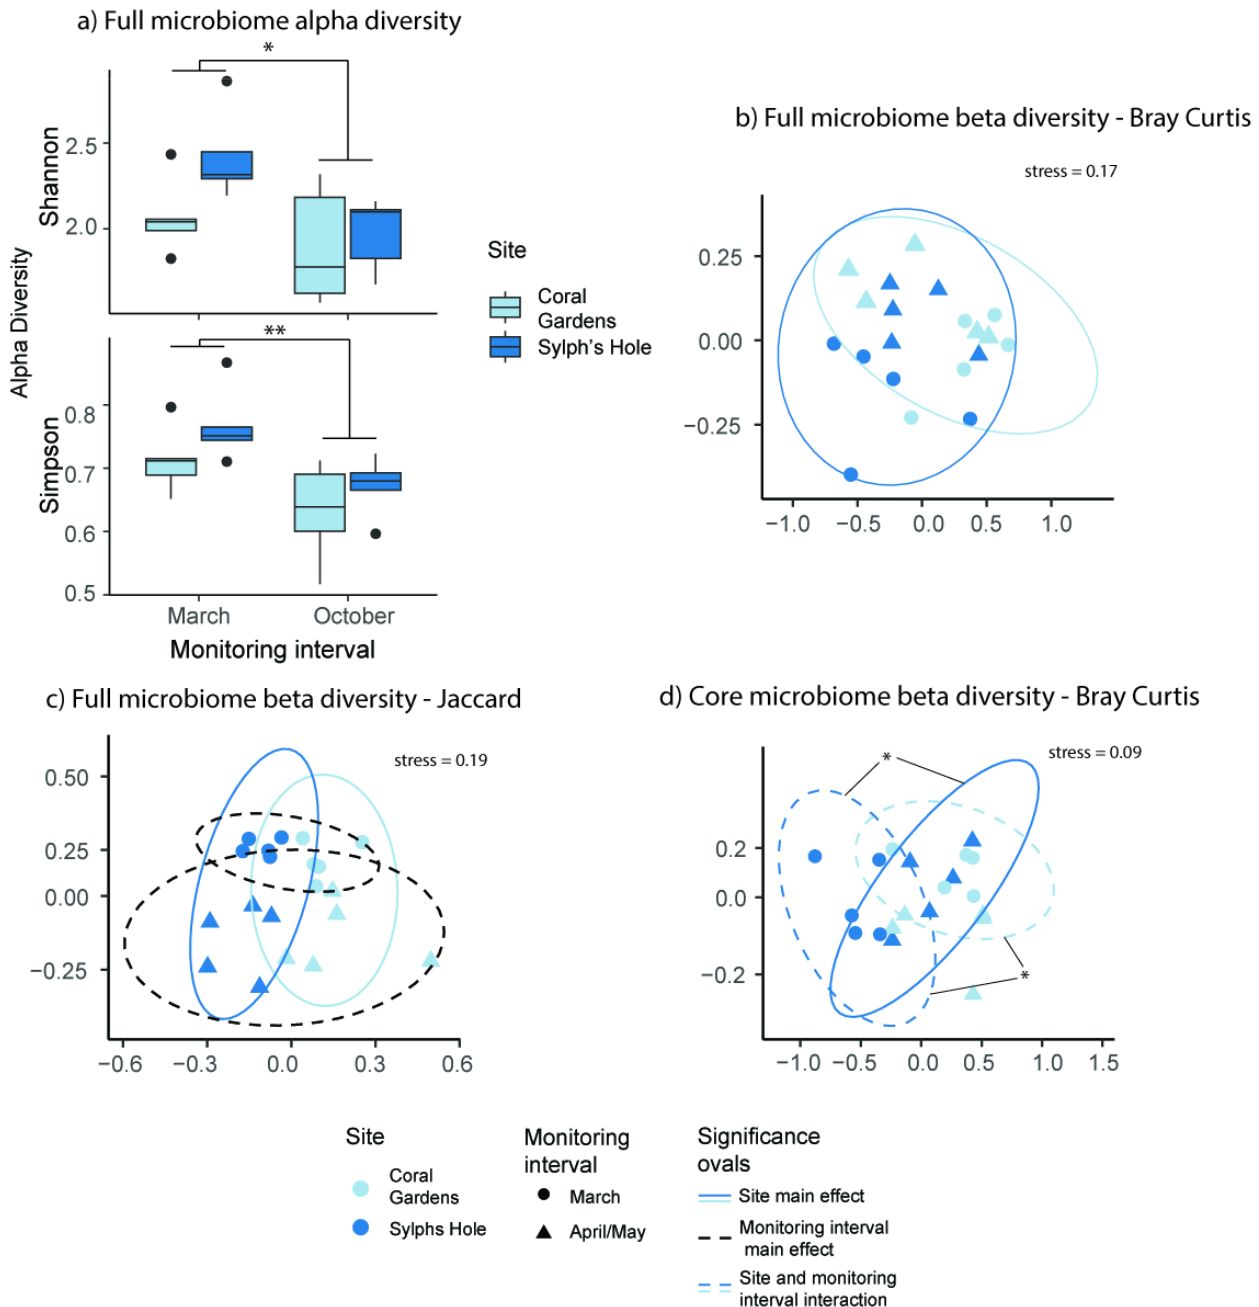 a) Full microbiome alpha diversity
*
2.5
2.0
Shannon
**
0.8
0.7
0.6
0.5
Simpson
Alpha Diversity
March
October
Monitoring interval
Site
Coral
Gardens
Sylph's Hole
b) Full microbiome beta diversity - Bray Curtis
stress = 0.17
0.25
0.00
−0.25
−1.0 −0.5 0.0 0.5 1.0
c) Full microbiome beta diversity - Jaccard
stress = 0.19
0.50
0.25
0.00
−0.25
−0.6 −0.3 0.0 0.3 0.6
d) Core microbiome beta diversity - Bray Curtis
stress = 0.09
*
*
0.2
0.0
−0.2
−1.0 −0.5 0.0 0.5 1.0 1.5
Site
Coral
Gardens
Sylphs Hole
Monitoring
interval
March
April/May
Significance
ovals
Site main effect
Monitoring interval
main effect
Site and monitoring
interval interaction